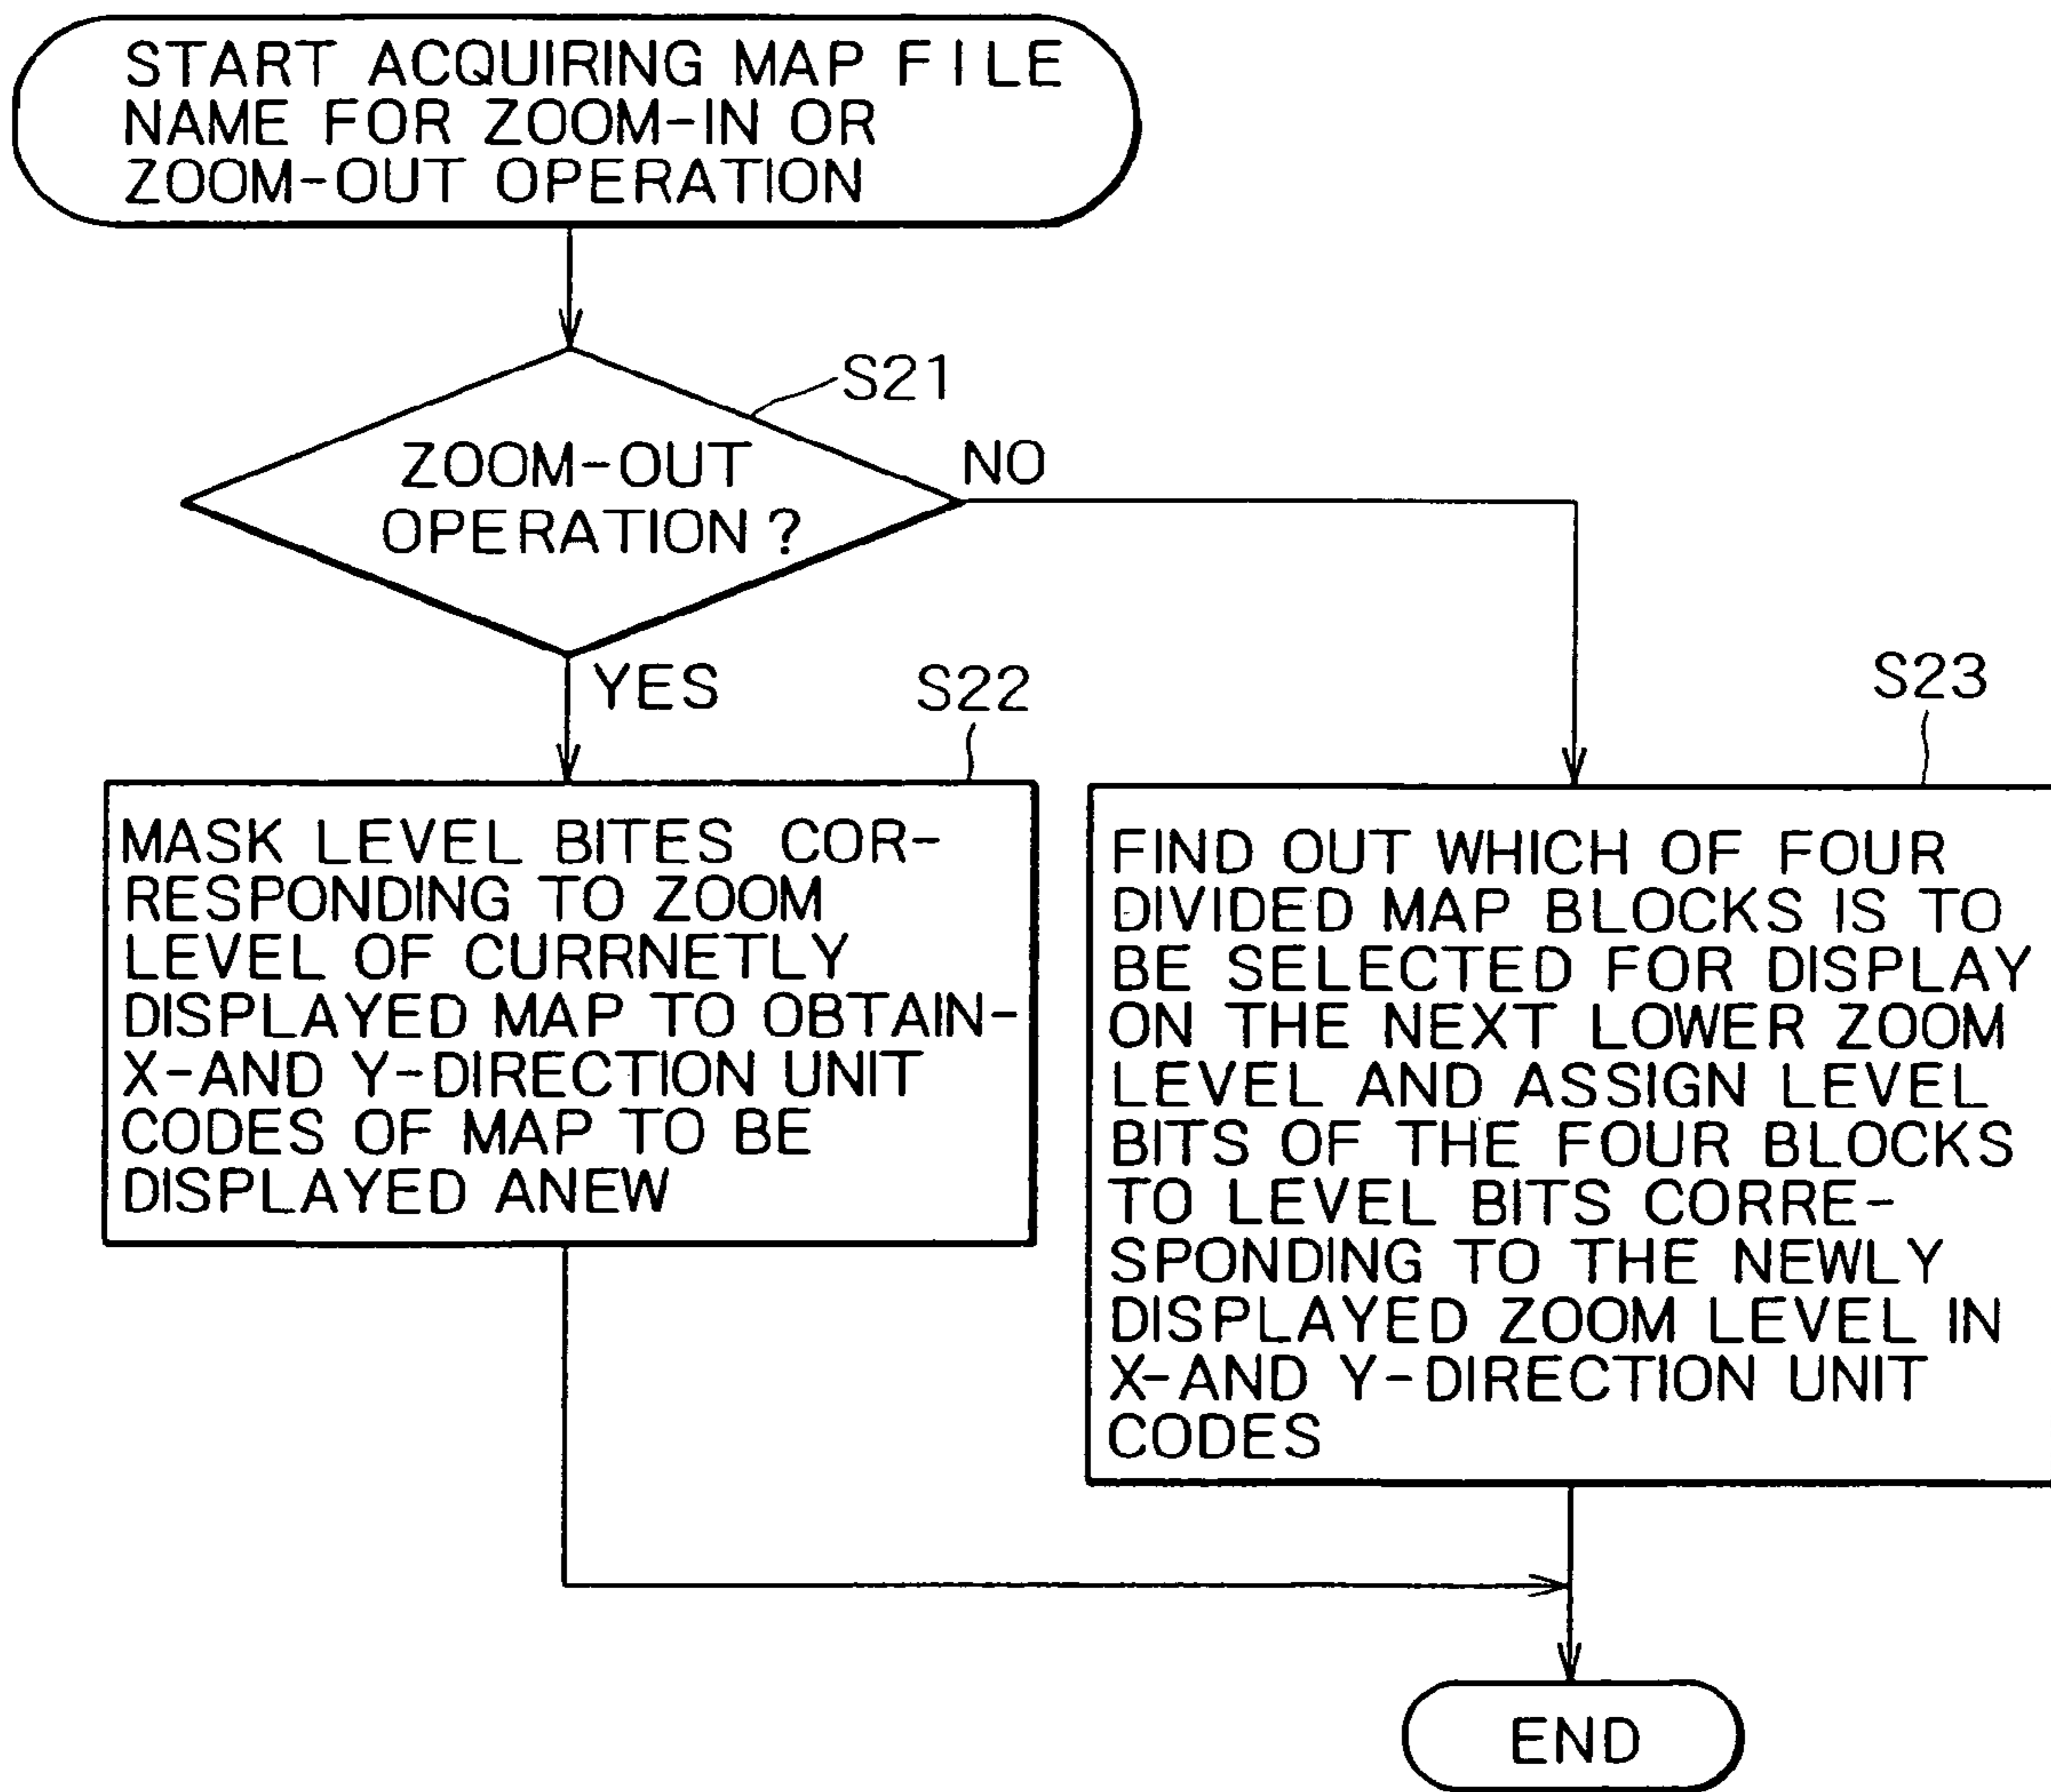 START ACQUIRING MAP FILE
NAME FOR ZOOM-IN OR
ZOOM-OUT OPERATION
S21
ZOOM-OUT
OPERATION?
NO
YES
S22
MASK LEVEL BITES COR-
RESPONDING TO ZOOM
LEVEL OF CURRNETLY
DISPLAYED MAP TO OBTAIN-
X-AND Y-DIRECTION UNIT
CODES OF MAP TO BE
DISPLAYED ANEW
S23
FIND OUT WHICH OF FOUR
DIVIDED MAP BLOCKS IS TO
BE SELECTED FOR DISPLAY
ON THE NEXT LOWER ZOOM
LEVEL AND ASSIGN LEVEL
BITS OF THE FOUR BLOCKS
TO LEVEL BITS CORRE-
SPONDING TO THE NEWLY
DISPLAYED ZOOM LEVEL IN
X-AND Y-DIRECTION UNIT
CODES
END